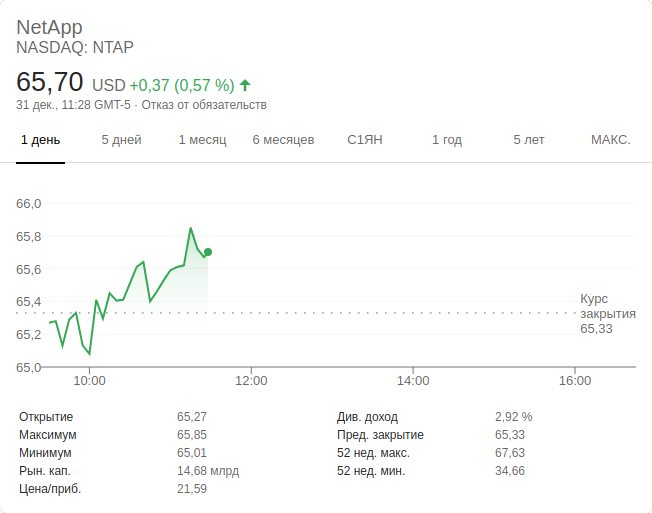 NetApp
NASDAQ: NTAP
65,70 USD +0,37 (0,57 %)
31 дек., 11:28 GMT-5 · Отказ от обязательств
1 день 5 дней 1 месяц 6 месяцев С1ЯН 1 год 5 лет МАКС.
66,0
65,8
65,6
65,4
65,2
65,0
Курс
закрытия
65,33
10:00 12:00 14:00 16:00
Открытие 65,27 Див. доход 2,92 %
Максимум 65,85 Пред. закрытие 65,33
Минимум 65,01 52 нед. макс. 67,63
Рын. кап. 14,68 млрд 52 нед. мин. 34,66
Цена/приб. 21,59